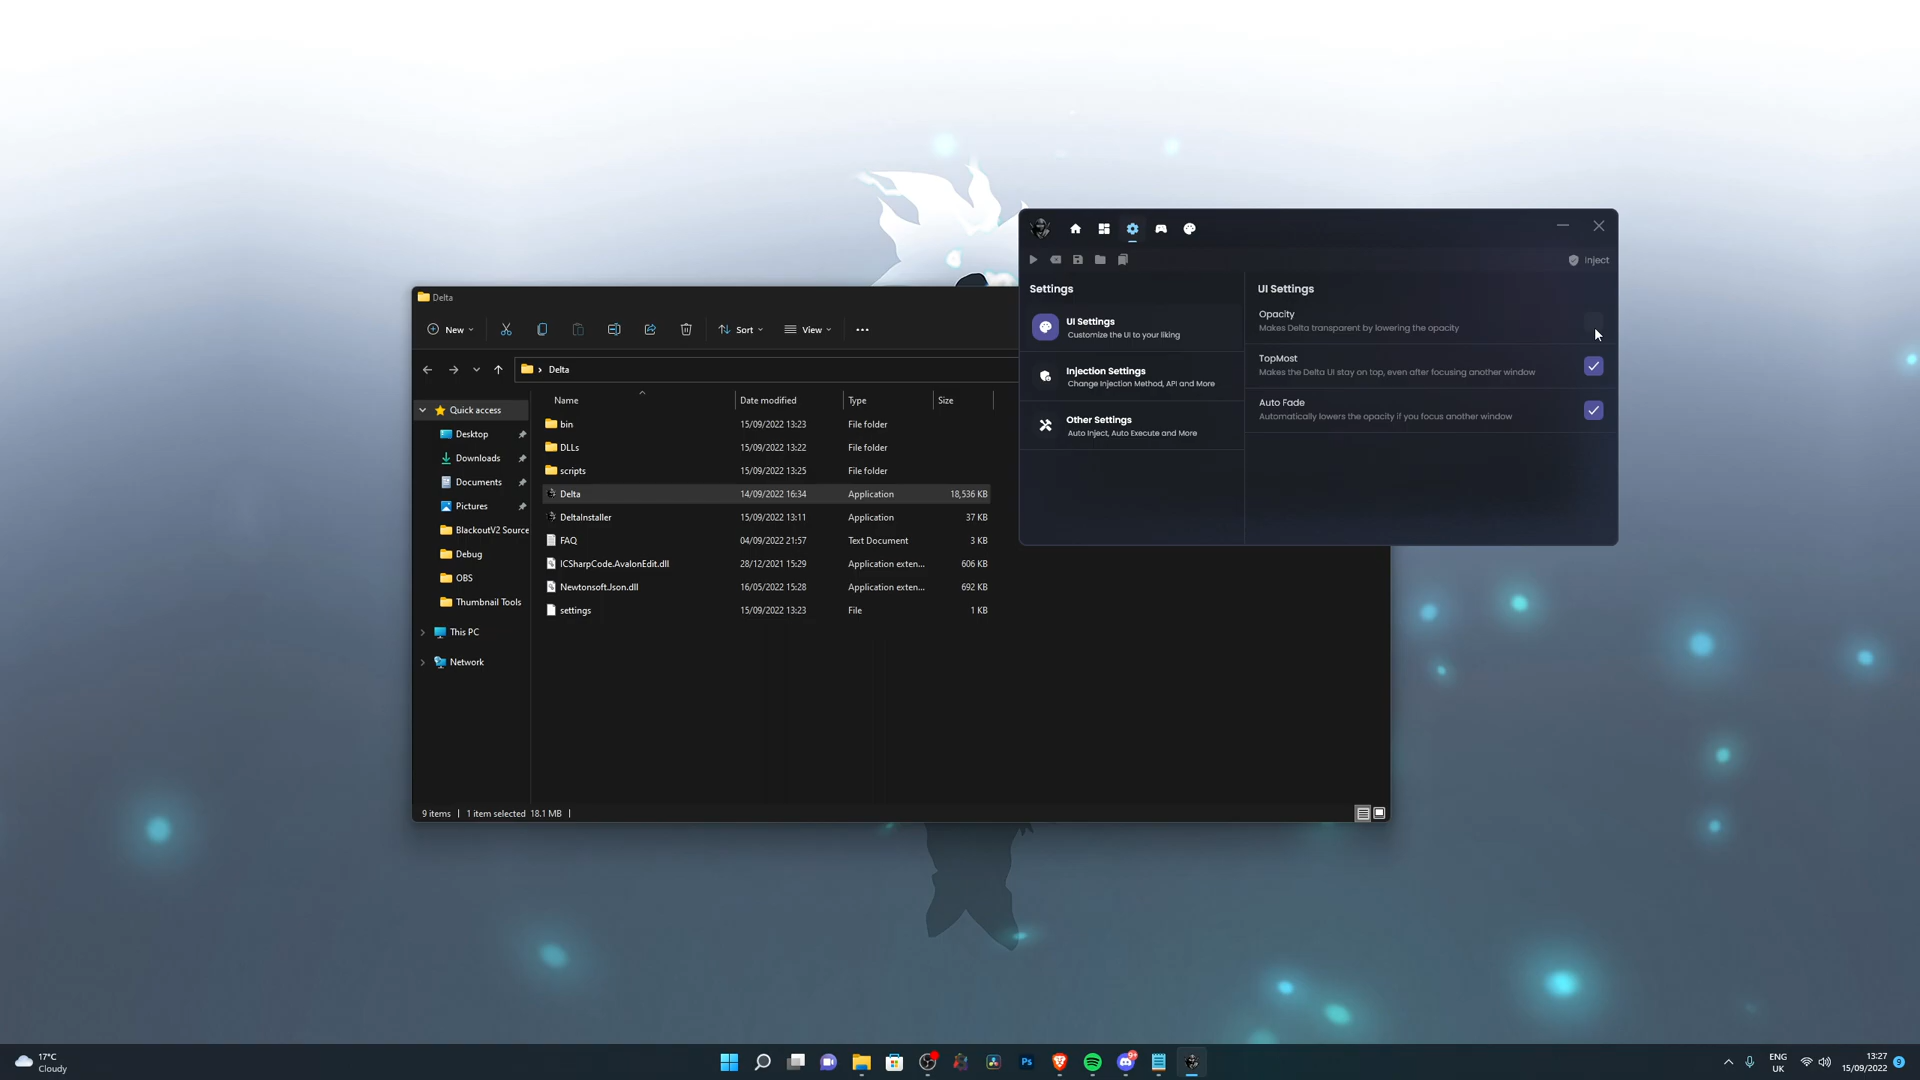 Delta
New
Sort
View
Delta
Name
Date modified
Type
Size
Quick access
Desktop
Downloads
Documents
Pictures
BlackoutV2 Source
Debug
OBS
Thumbnail Tools
This PC
Network
bin 15/09/2022 13:23 File folder
DLLs 15/09/2022 13:22 File folder
scripts 15/09/2022 13:25 File folder
Delta 14/09/2022 16:34 Application 18,536 KB
DeltaInstaller 15/09/2022 13:11 Application 37 KB
FAQ 04/09/2022 21:57 Text Document 3 KB
ICSharpCode.AvalonEdit.dll 28/12/2021 15:29 Application exten... 606 KB
Newtonsoft.Json.dll 16/05/2022 15:28 Application exten... 692 KB
settings 15/09/2022 13:23 File 1 KB
9 items 1 item selected 18.1 MB
Inject
Settings
UI Settings
Customize the UI to your liking
Injection Settings
Change Injection Method, API and More
Other Settings
Auto Inject, Auto Execute and More
UI Settings
Opacity
Makes Delta transparent by lowering the opacity
TopMost
Makes the Delta UI stay on top, even after focusing another window
Auto Fade
Automatically lowers the opacity if you focus another window
17°C
Cloudy
Ps
ENG
UK
13:27
15/09/2022
9